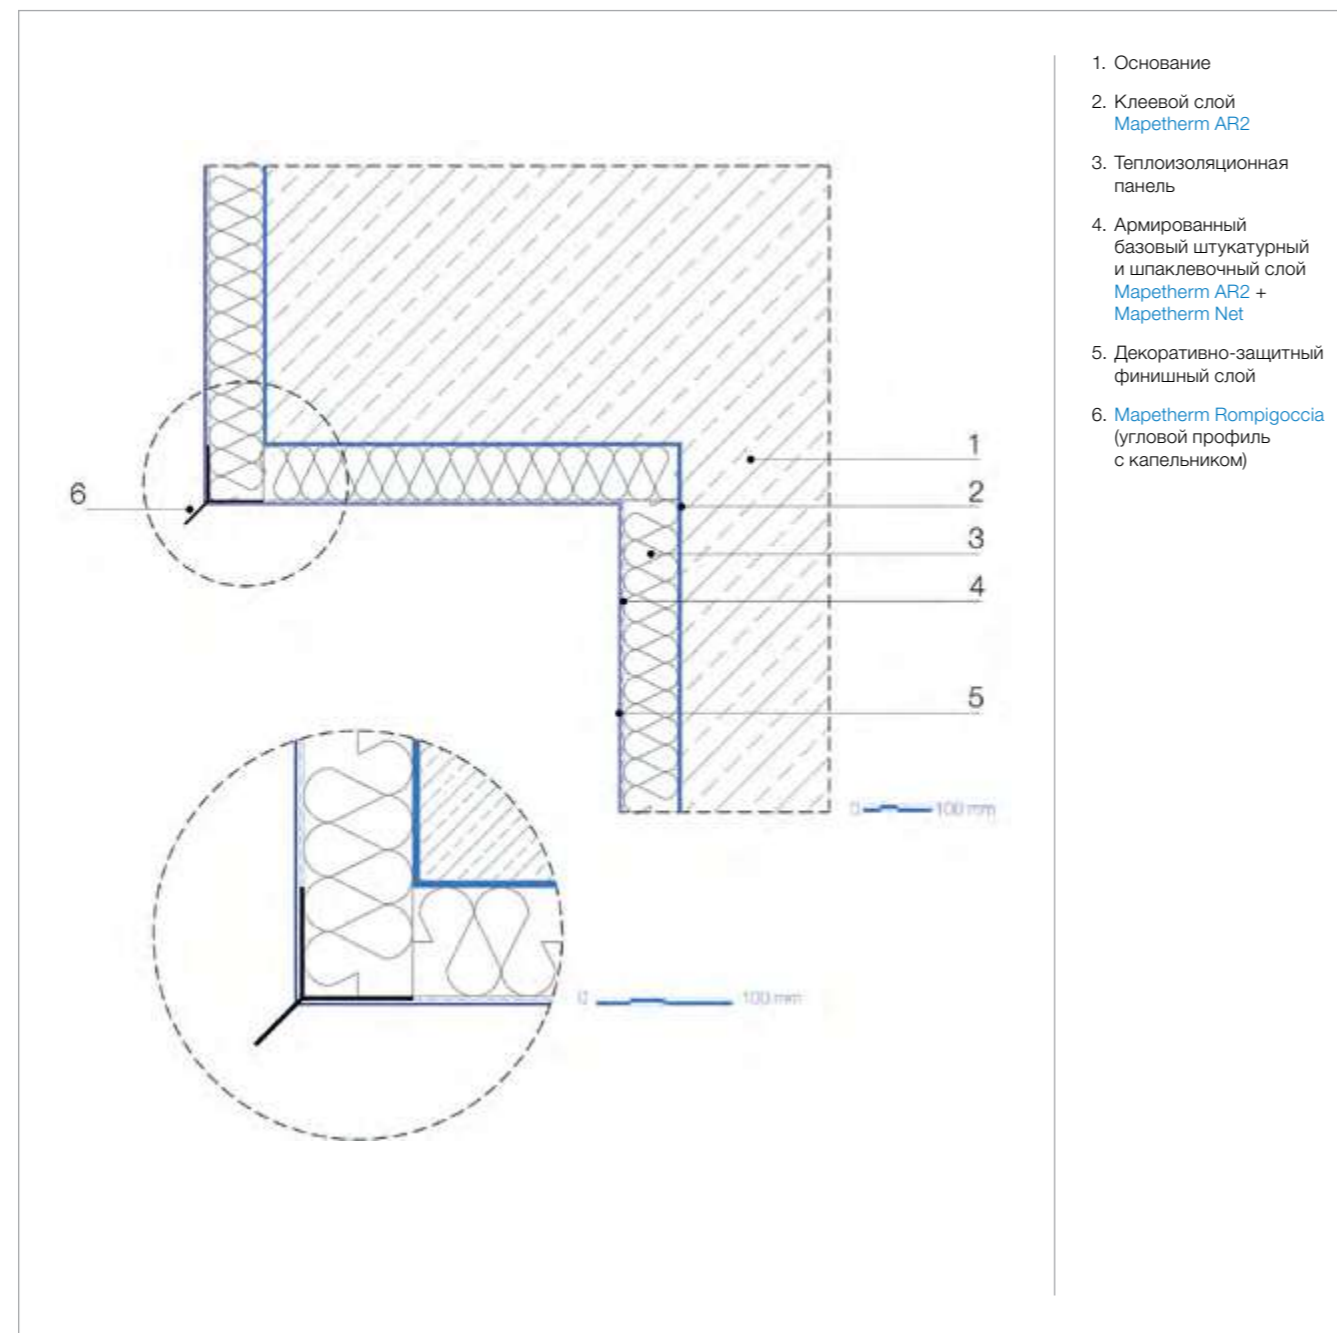 1. Основание
2. Клеевой слой
Mapetherm AR2
3. Теплоизоляционная
панель
4. Армированный
базовый штукатурный
и шпаклевочный слой
Mapetherm AR2 +
Mapetherm Net
5. Декоративно-защитный
финишный слой
6. Mapetherm Rompigoccia
(угловой профиль
с капельником)
1
2
3
4
5
6
0 100 mm
0 100 mm